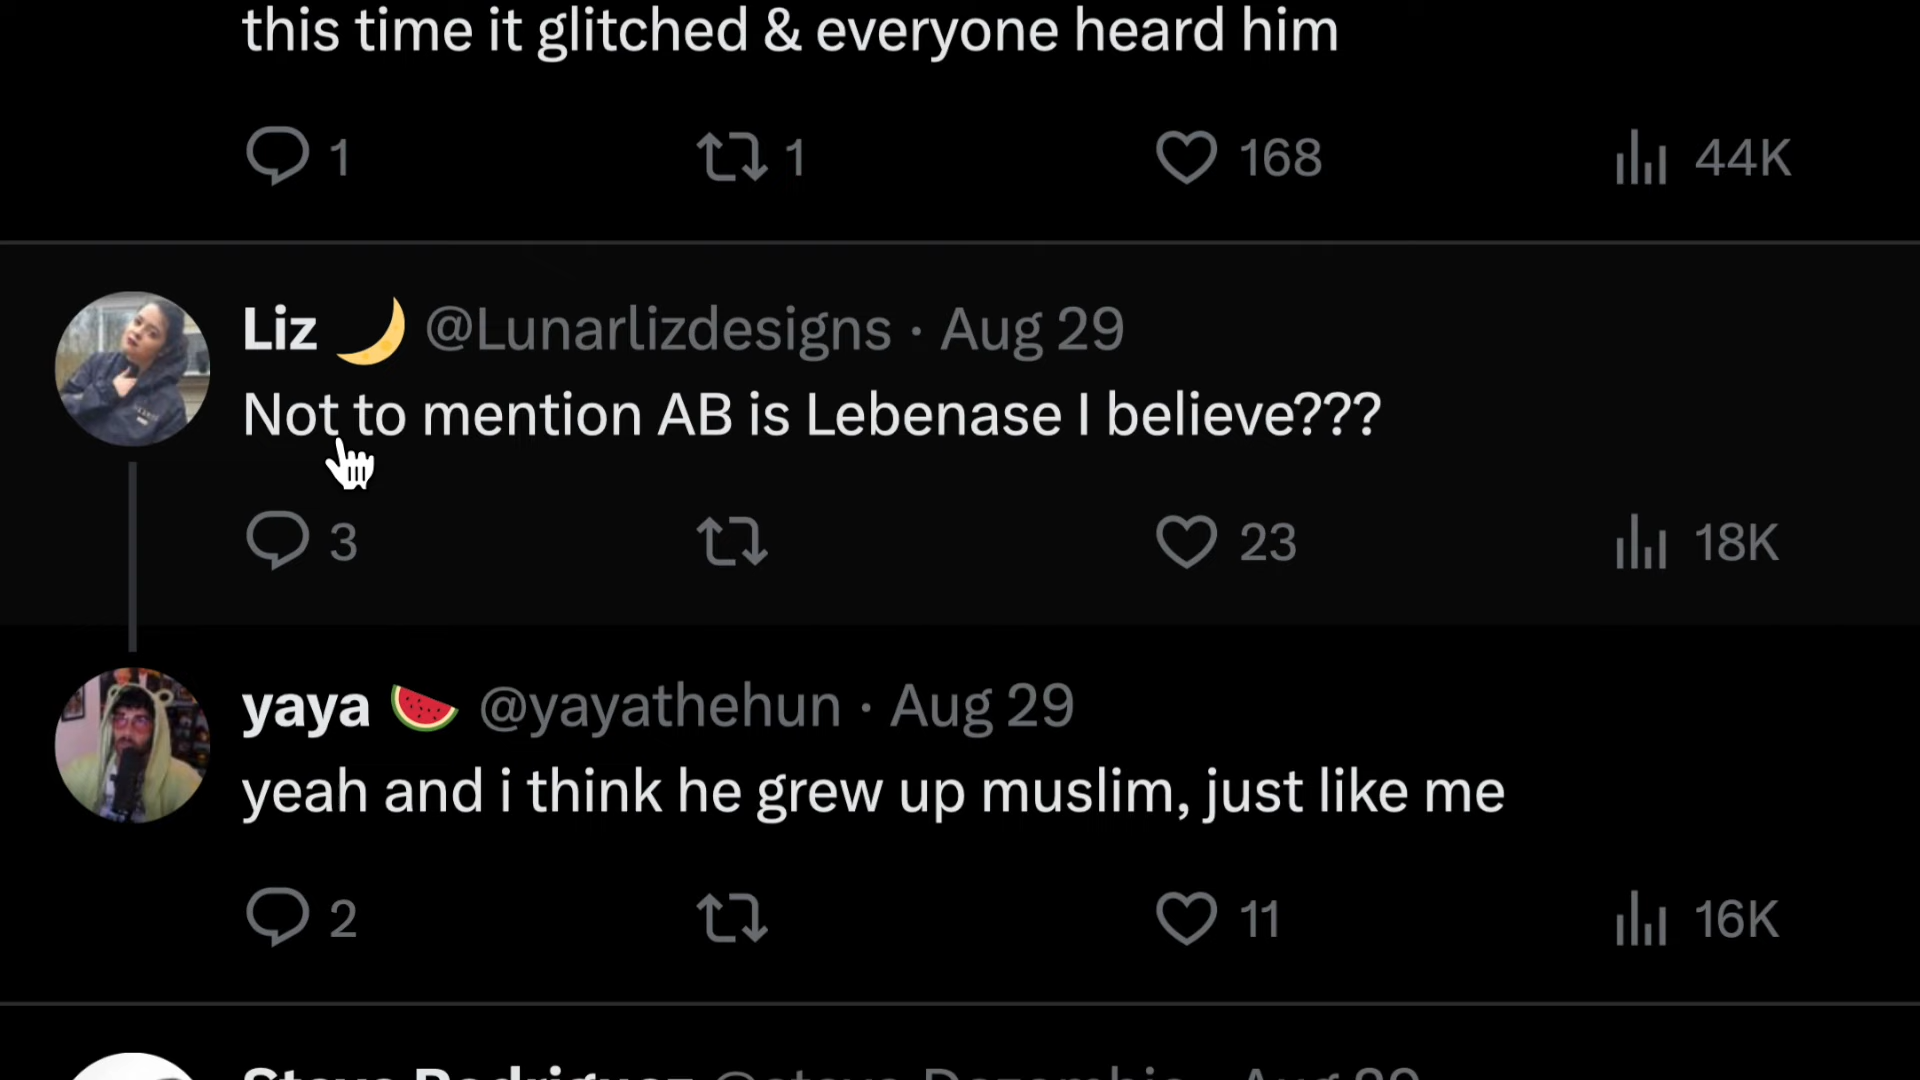 this time it glitched & everyone heard him
1 1 168 44K
Liz 🌙 @Lunarlizdesigns · Aug 29
Not to mention AB is Lebenase I believe???
3 23 18K
yaya 🍉 @yayathehun · Aug 29
yeah and i think he grew up muslim, just like me
2 11 16K
Steve Rodriguez